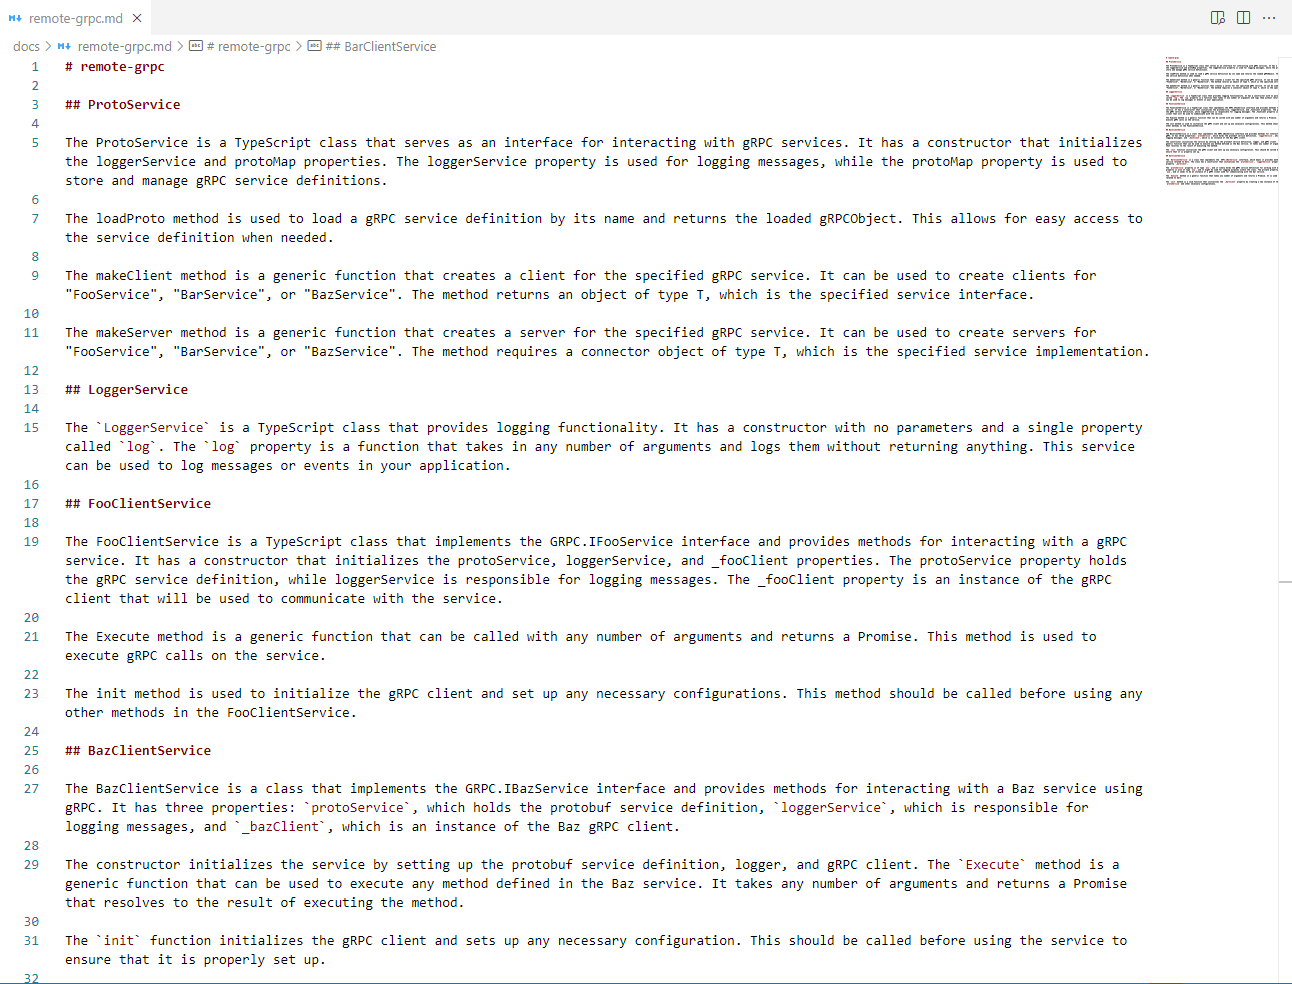 remote-grpc.md
docs > remote-grpc.md > # remote-grpc > ## BarClientService
1 # remote-grpc
2
3 ## ProtoService
4
5 The ProtoService is a TypeScript class that serves as an interface for interacting with gRPC services. It has a constructor that initializes
the loggerService and protoMap properties. The loggerService property is used for logging messages, while the protoMap property is used to
store and manage gRPC service definitions.
6
7 The loadProto method is used to load a gRPC service definition by its name and returns the loaded gRPCObject. This allows for easy access to
the service definition when needed.
8
9 The makeClient method is a generic function that creates a client for the specified gRPC service. It can be used to create clients for
"FooService", "BarService", or "BazService". The method returns an object of type T, which is the specified service interface.
10
11 The makeServer method is a generic function that creates a server for the specified gRPC service. It can be used to create servers for
"FooService", "BarService", or "BazService". The method requires a connector object of type T, which is the specified service implementation.
12
13 ## LoggerService
14
15 The `LoggerService` is a TypeScript class that provides logging functionality. It has a constructor with no parameters and a single property
called `log`. The `log` property is a function that takes in any number of arguments and logs them without returning anything. This service
can be used to log messages or events in your application.
16
17 ## FooClientService
18
19 The FooClientService is a TypeScript class that implements the GRPC.IFooService interface and provides methods for interacting with a gRPC
service. It has a constructor that initializes the protoService, loggerService, and _fooClient properties. The protoService property holds
the gRPC service definition, while loggerService is responsible for logging messages. The _fooClient property is an instance of the gRPC
client that will be used to communicate with the service.
20
21 The Execute method is a generic function that can be called with any number of arguments and returns a Promise. This method is used to
execute gRPC calls on the service.
22
23 The init method is used to initialize the gRPC client and set up any necessary configurations. This method should be called before using any
other methods in the FooClientService.
24
25 ## BazClientService
26
27 The BazClientService is a class that implements the GRPC.IBazService interface and provides methods for interacting with a Baz service using
gRPC. It has three properties: `protoService`, which holds the protobuf service definition, `loggerService`, which is responsible for
logging messages, and `_bazClient`, which is an instance of the Baz gRPC client.
28
29 The constructor initializes the service by setting up the protobuf service definition, logger, and gRPC client. The `Execute` method is a
generic function that can be used to execute any method defined in the Baz service. It takes any number of arguments and returns a Promise
that resolves to the result of executing the method.
30
31 The `init` function initializes the gRPC client and sets up any necessary configuration. This should be called before using the service to
ensure that it is properly set up.
32